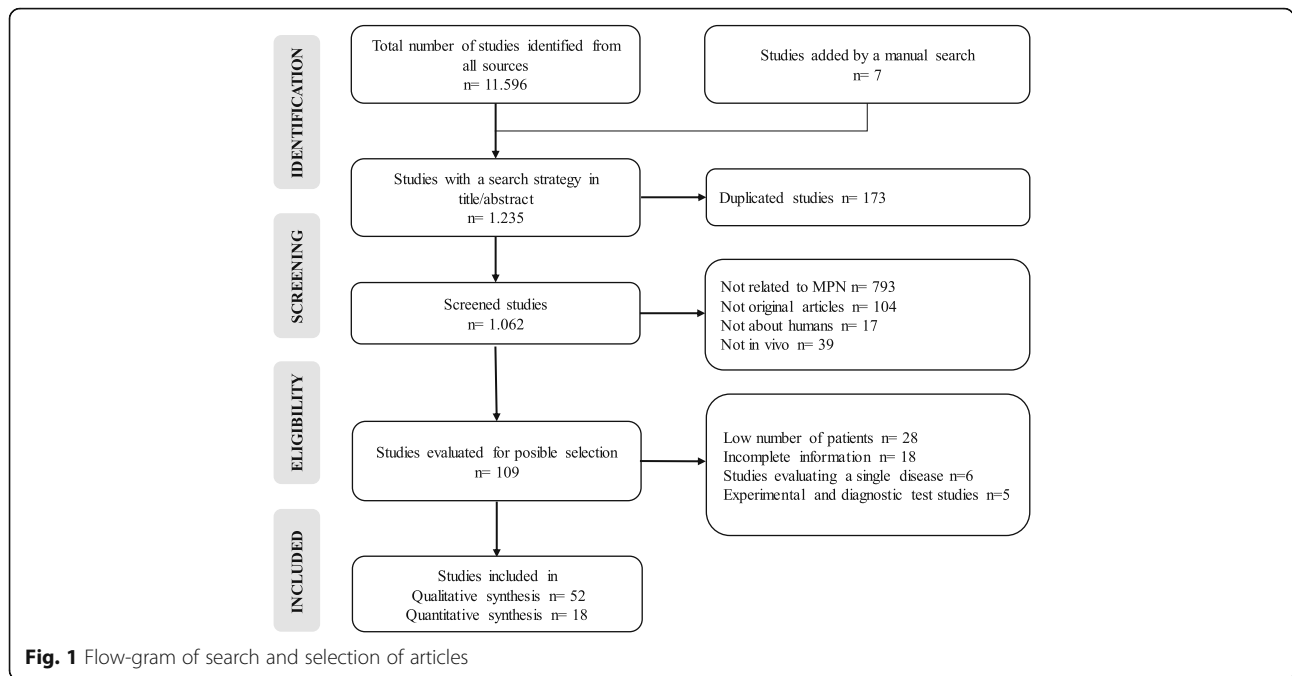 IDENTIFICATION
Total number of studies identified from
all sources
n= 11.596
Studies added by a manual search
n= 7
Studies with a search strategy in
title/abstract
n= 1.235
Duplicated studies n= 173
SCREENING
Screened studies
n= 1.062
Not related to MPN n= 793
Not original articles n= 104
Not about humans n= 17
Not in vivo n= 39
ELIGIBILITY
Studies evaluated for posible selection
n= 109
Low number of patients n= 28
Incomplete information n= 18
Studies evaluating a single disease n=6
Experimental and diagnostic test studies n=5
INCLUDED
Studies included in
Qualitative synthesis n= 52
Quantitative synthesis n= 18
Fig. 1 Flow-gram of search and selection of articles